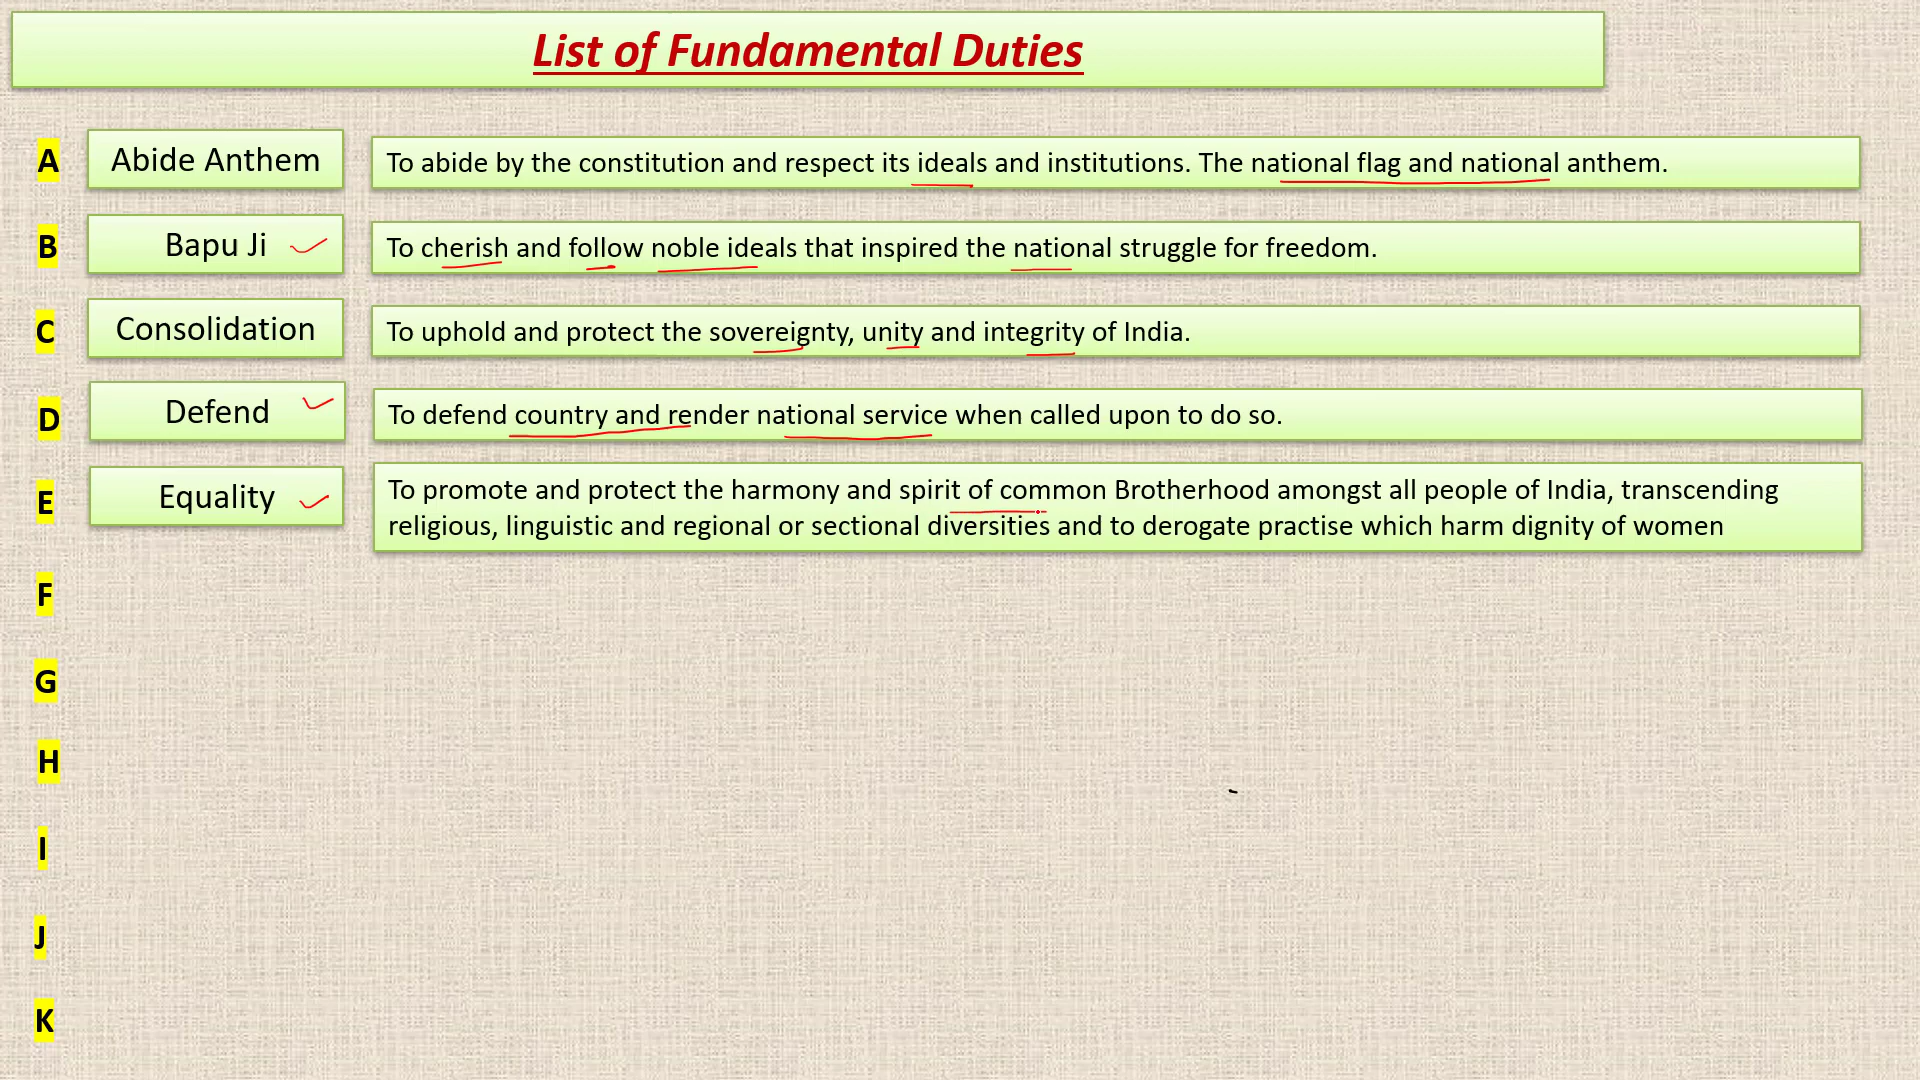 List of Fundamental Duties
A Abide Anthem To abide by the constitution and respect its ideals and institutions. The national flag and national anthem.
B Bapu Ji To cherish and follow noble ideals that inspired the national struggle for freedom.
C Consolidation To uphold and protect the sovereignty, unity and integrity of India.
D Defend To defend country and render national service when called upon to do so.
E Equality To promote and protect the harmony and spirit of common Brotherhood amongst all people of India, transcending
religious, linguistic and regional or sectional diversities and to derogate practise which harm dignity of women
F
G
H
I
J
K